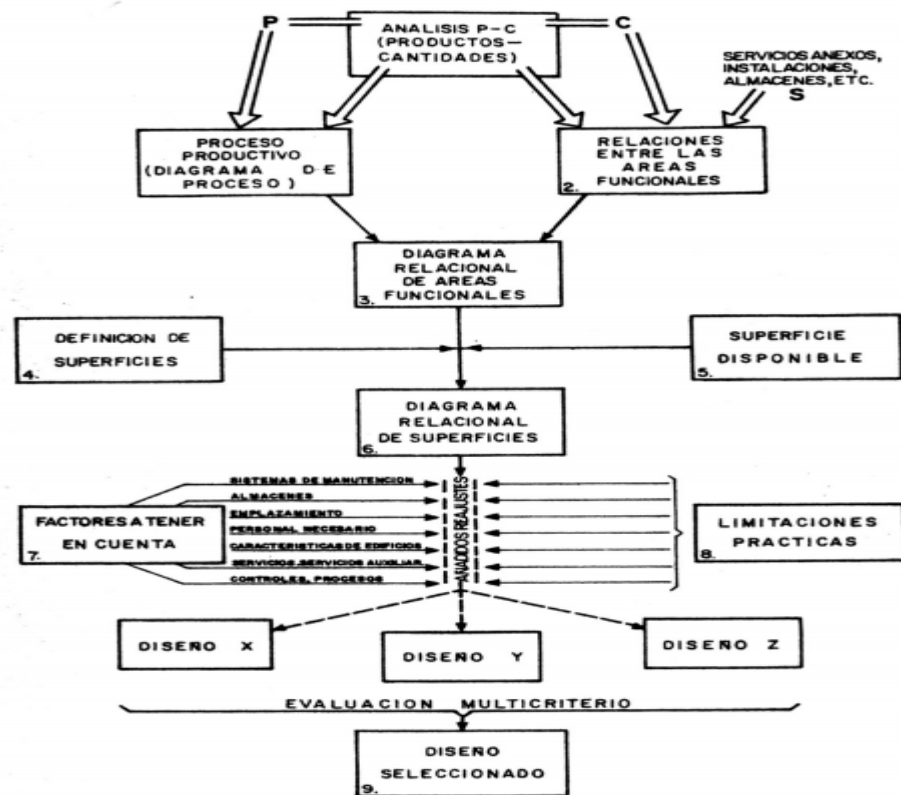 P
ANALISIS P-C
(PRODUCTOS-
CANTIDADES)
C
SERVICIOS ANEXOS,
INSTALACIONES,
ALMACENES, ETC.
S
PROCESO
PRODUCTIVO
(DIAGRAMA DE
PROCESO)
RELACIONES
ENTRE LAS
AREAS
FUNCIONALES
2.
DIAGRAMA
RELACIONAL
DE AREAS
FUNCIONALES
3.
DEFINICION DE
SUPERFICIES
4.
SUPERFICIE
DISPONIBLE
5.
DIAGRAMA
RELACIONAL
DE SUPERFICIES
6.
FACTORES A TENER
EN CUENTA
7.
SISTEMAS DE MANUTENCION
ALMACENES
EMPLAZAMIENTO
PERSONAL NECESARIO
CARACTERISTICAS DE EDIFICIOS
SERVICIOS, SERVICIOS AUXILIAR.
CONTROLES, PROCESOS
AÑADIDOS REAJUSTES
LIMITACIONES
PRACTICAS
8.
DISEÑO X
DISEÑO Y
DISEÑO Z
EVALUACION MULTICRITERIO
DISEÑO
SELECCIONADO
9.